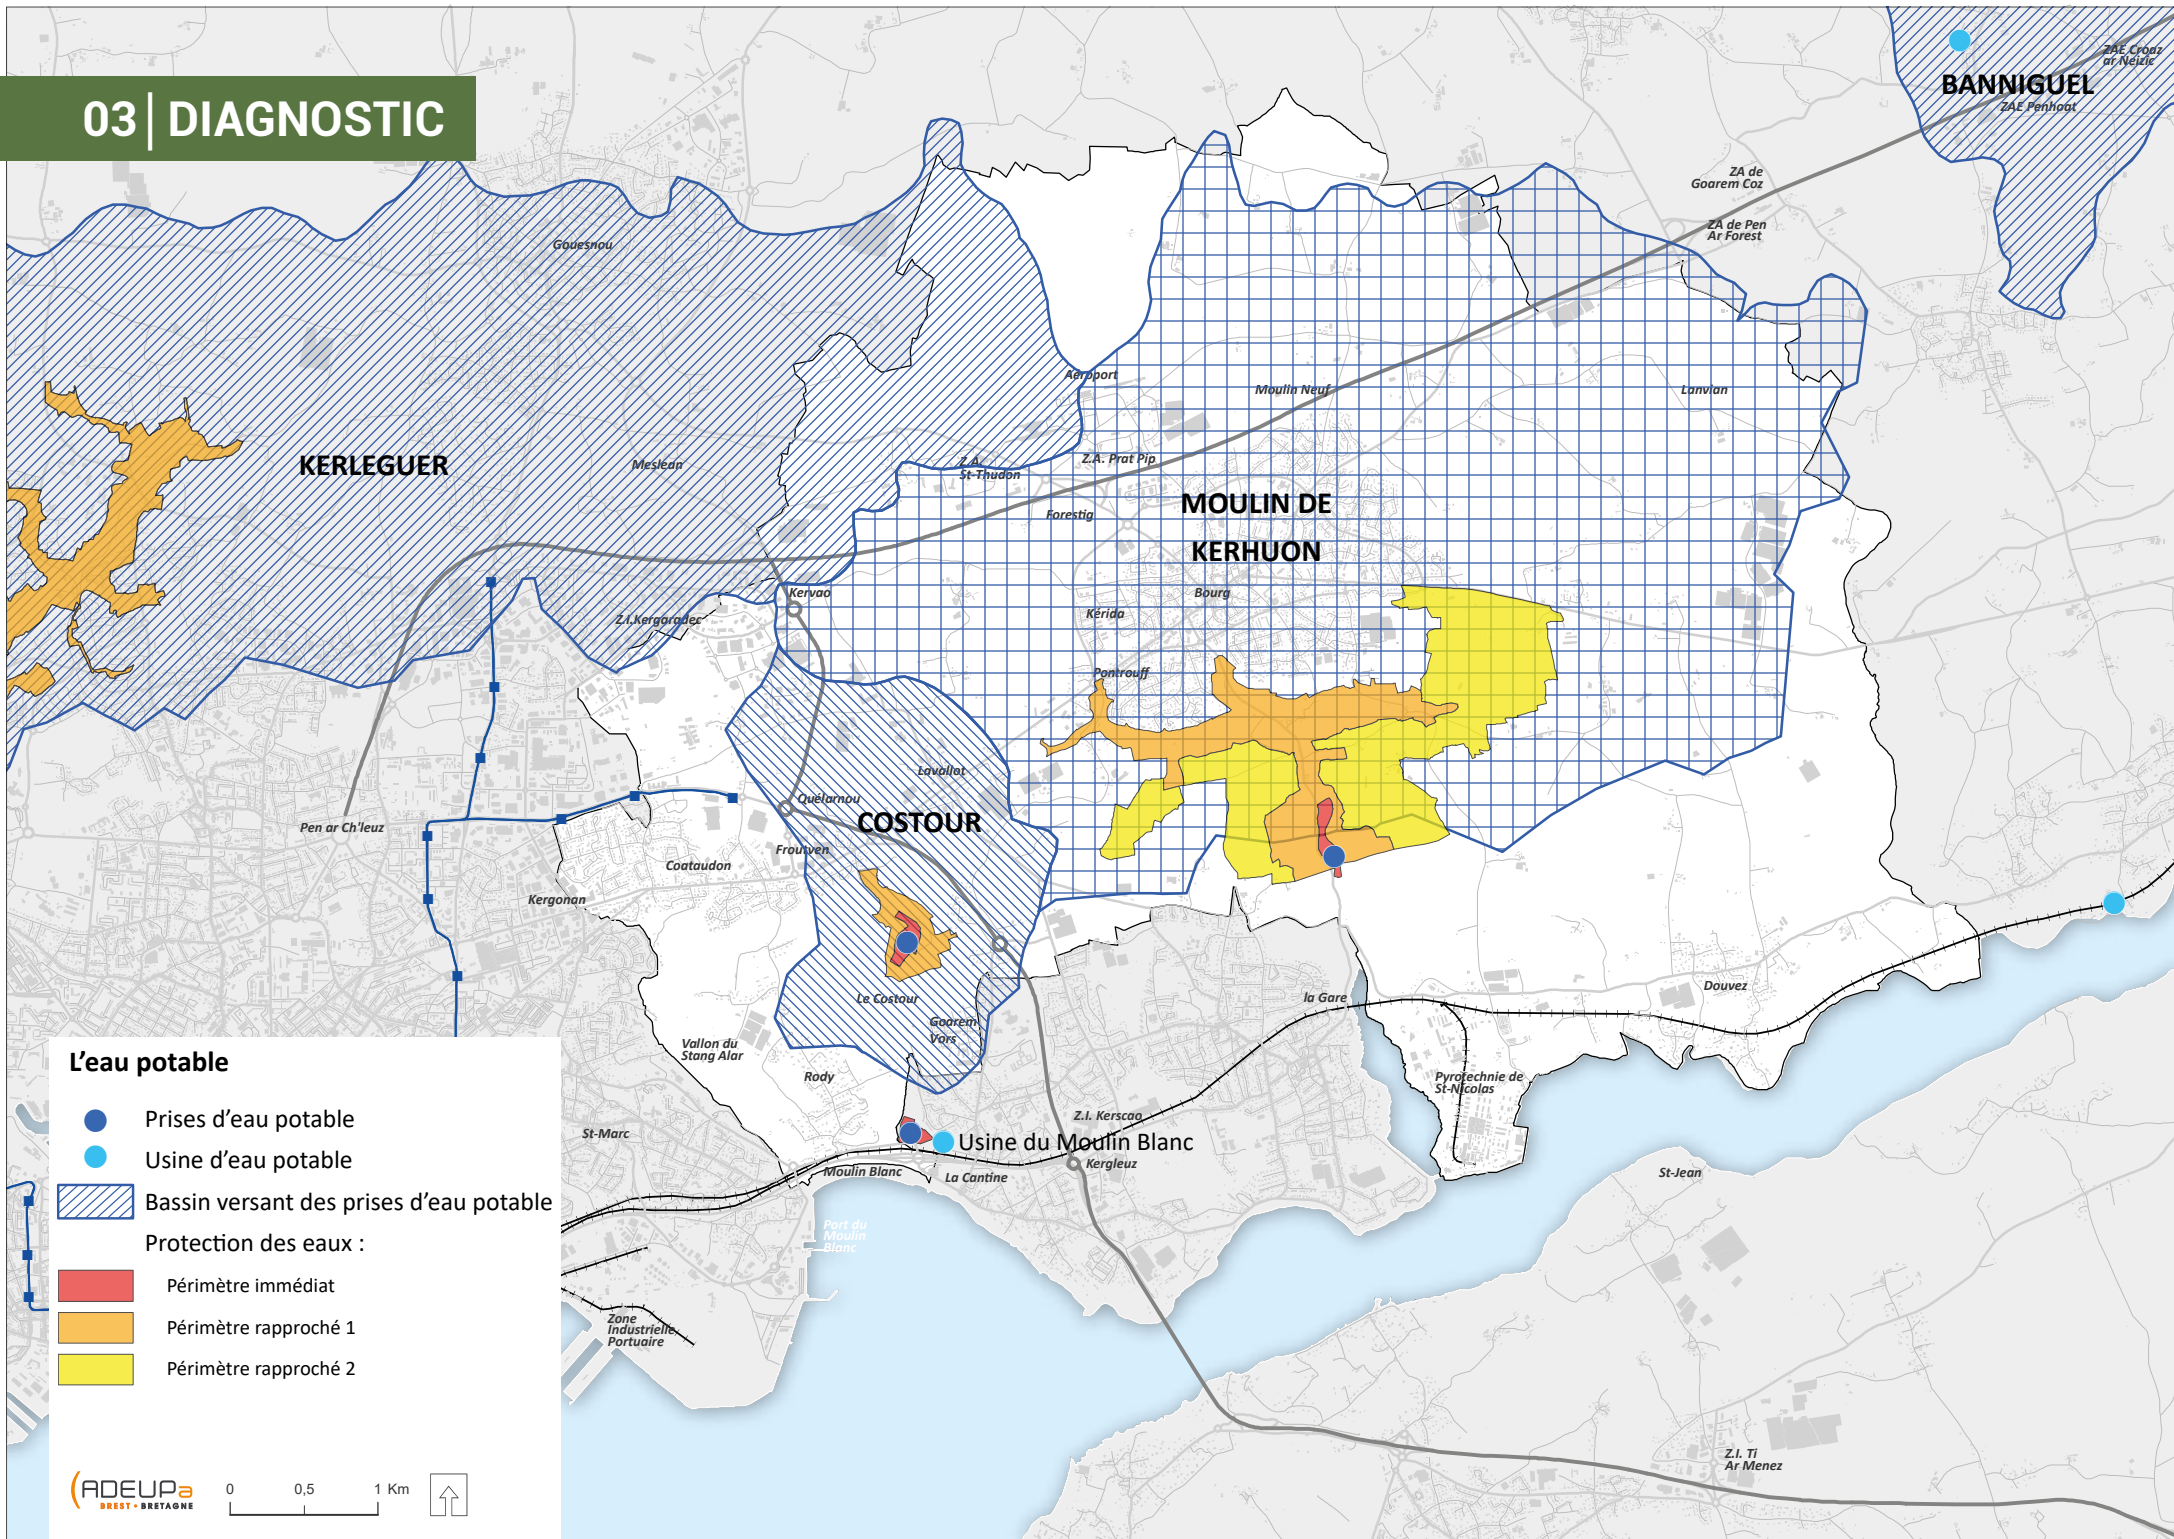 03 | DIAGNOSTIC
BANNIGUEL
ZAE Croaz
ar Neizic
ZAE Penhoat
ZA de
Goarem Coz
ZA de Pen
Ar Forest
Gouesnou
Aéroport
Moulin Neuf
Lanvian
KERLEGUER
Meslean
Z.A.
St-Thudon
Z.A. Prat Pip
Forestig
MOULIN DE
KERHUON
Kervao
Z.I.Kergaradec
Bourg
Kérida
Pontrouff
Lavallot
Quélarnou
COSTOUR
Pen ar Ch'leuz
Froutven
Coataudon
Kergonan
Le Costour
Goarem
Vors
la Gare
Douvez
Vallon du
Stang Alar
Rody
Pyrotechnie de
St-Nicolas
Z.I. Kerscao
St-Marc
Usine du Moulin Blanc
Moulin Blanc
La Cantine
Kergleuz
St-Jean
Port du
Moulin
Blanc
Zone
Industrielle
Portuaire
Z.I. Ti
Ar Menez
L'eau potable
Prises d'eau potable
Usine d'eau potable
Bassin versant des prises d'eau potable
Protection des eaux :
Périmètre immédiat
Périmètre rapproché 1
Périmètre rapproché 2
ADEUPa
BREST • BRETAGNE
0 0,5 1 Km